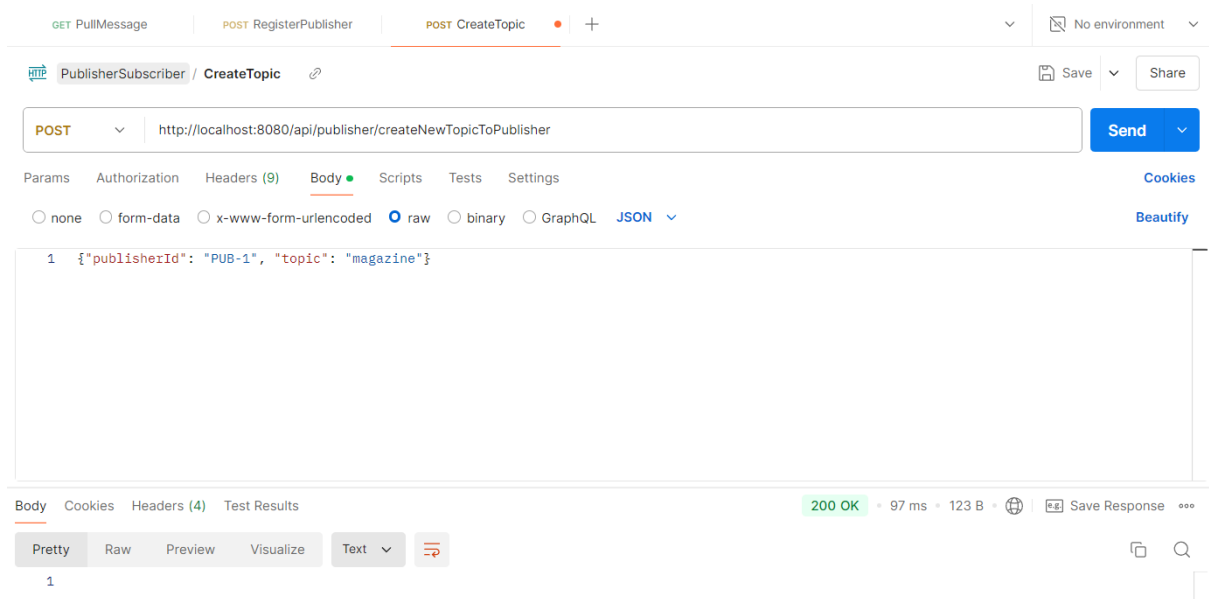 GET PullMessage POST RegisterPublisher POST CreateTopic No environment
HTTP PublisherSubscriber / CreateTopic Save Share
POST http://localhost:8080/api/publisher/createNewTopicToPublisher Send
Params Authorization Headers (9) Body Scripts Tests Settings Cookies
none form-data x-www-form-urlencoded raw binary GraphQL JSON Beautify
1 {"publisherId": "PUB-1", "topic": "magazine"}
Body Cookies Headers (4) Test Results 200 OK • 97 ms • 123 B • e.g. Save Response
Pretty Raw Preview Visualize Text
1